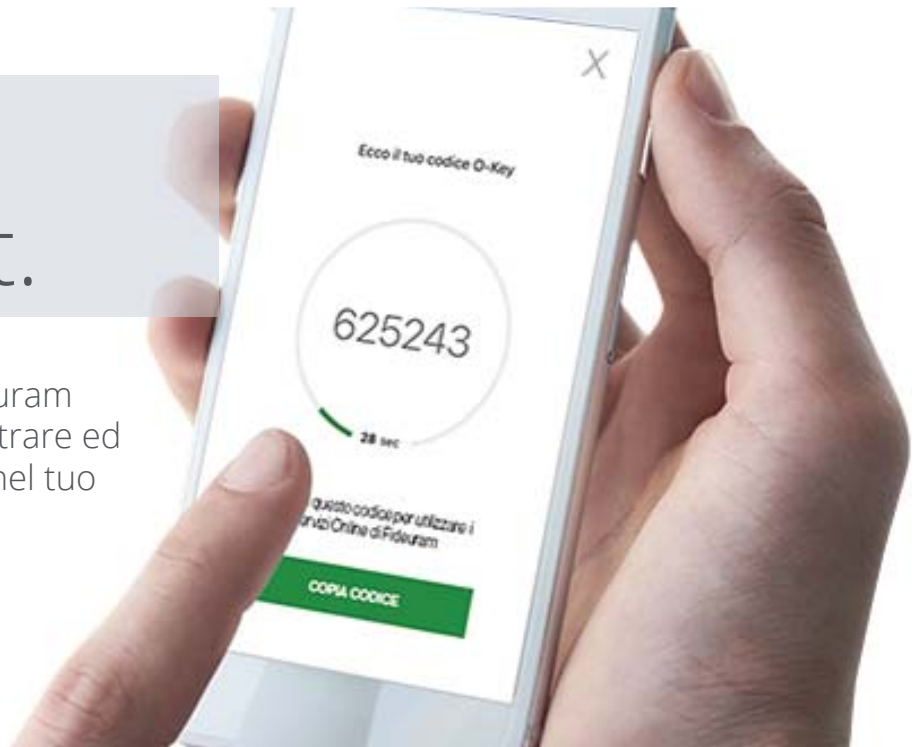 Ecco il tuo codice O-Key
625243
28 sec
questo codice per utilizzare i
Online di Fideuram
COPIA CODICE
uram
trare ed
nel tuo